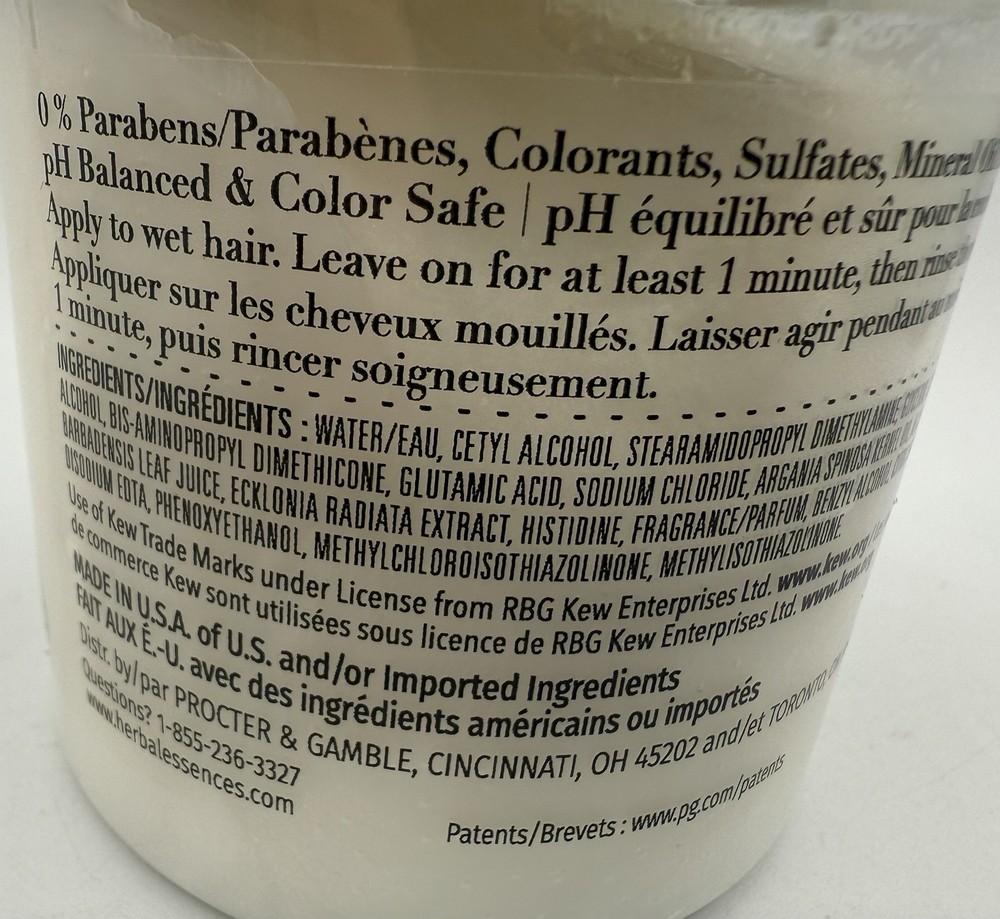 0 % Parabens/Parabènes, Colorants, Sulfates, Mineral
pH Balanced & Color Safe | pH équilibré et sûr pour la
Apply to wet hair. Leave on for at least 1 minute, then rinse
Appliquer sur les cheveux mouillés. Laisser agir pendant au
1 minute, puis rincer soigneusement.
INGREDIENTS/INGRÉDIENTS : WATER/EAU, CETYL ALCOHOL, STEARAMIDOPROPYL DIMETHYLAMINE,
ALCOHOL, BIS-AMINOPROPYL DIMETHICONE, GLUTAMIC ACID, SODIUM CHLORIDE, ARGANIA SPINOSA KERNEL OIL,
BARBADENSIS LEAF JUICE, ECKLONIA RADIATA EXTRACT, HISTIDINE, FRAGRANCE/PARFUM, BENZYL ALCOHOL,
DISODIUM EDTA, PHENOXYETHANOL, METHYLCHLOROISOTHIAZOLINONE, METHYLISOTHIAZOLINONE.
Use of Kew Trade Marks under License from RBG Kew Enterprises Ltd. www.kew.org /
de commerce Kew sont utilisées sous licence de RBG Kew Enterprises Ltd. www.kew.org
MADE IN U.S.A. of U.S. and/or Imported Ingredients
FAIT AUX É.-U. avec des ingrédients américains ou importés
Distr. by/par PROCTER & GAMBLE, CINCINNATI, OH 45202 and/et TORONTO,
Questions? 1-855-236-3327
www.herbalessences.com
Patents/Brevets : www.pg.com/patents